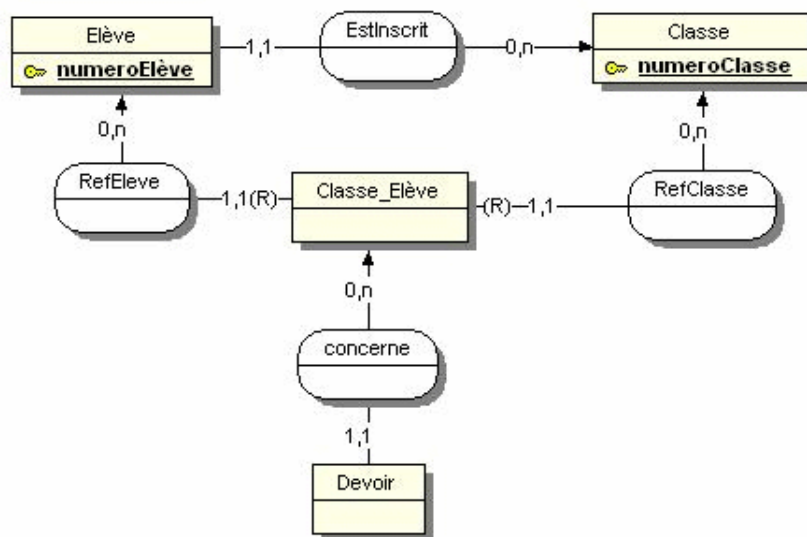 Elève
numeroElève
1,1
EstInscrit
0,n
Classe
numeroClasse
0,n
0,n
RefEleve
1,1(R)
Classe_Elève
(R) 1,1
RefClasse
0,n
concerne
1,1
Devoir